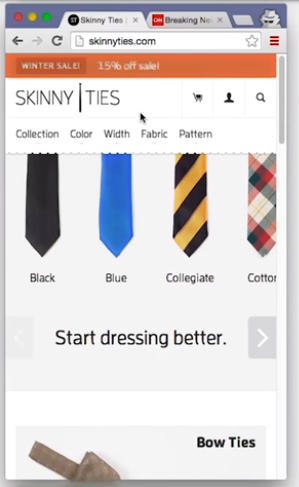 Skinny Ties |
CNN
Breaking Ne
skinnyties.com
WINTER SALE! 15% off sale!
SKINNY TIES
Collection Color Width Fabric Pattern
Black Blue Collegiate Cotton
Start dressing better.
Bow Ties